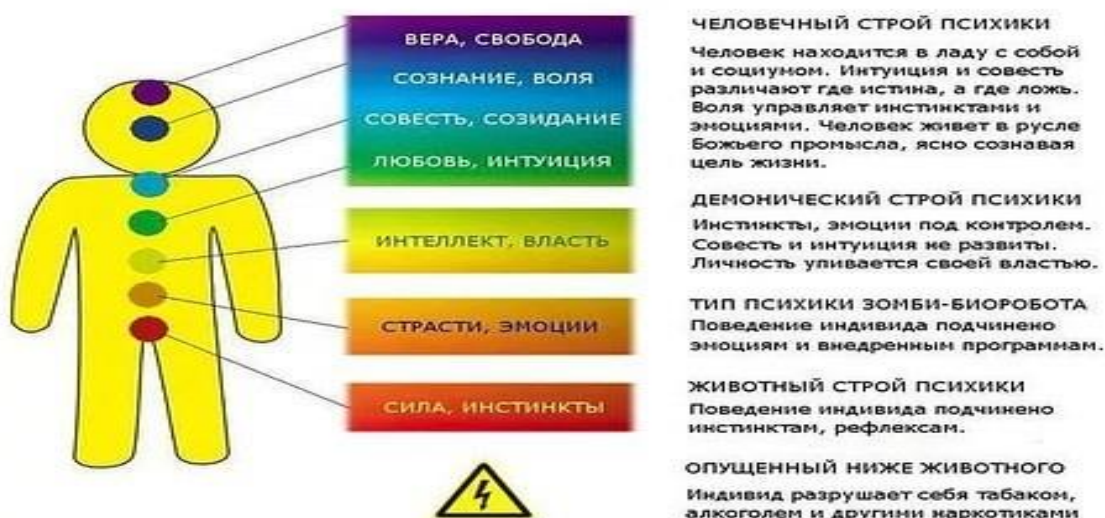 ВЕРА, СВОБОДА
СОЗНАНИЕ, ВОЛЯ
СОВЕСТЬ, СОЗИДАНИЕ
ЛЮБОВЬ, ИНТУИЦИЯ
ИНТЕЛЛЕКТ, ВЛАСТЬ
СТРАСТИ, ЭМОЦИИ
СИЛА, ИНСТИНКТЫ
ЧЕЛОВЕЧНЫЙ СТРОЙ ПСИХИКИ
Человек находится в ладу с собой
и социумом. Интуиция и совесть
различают где истина, а где ложь.
Воля управляет инстинктами и
эмоциями. Человек живет в русле
Божьего промысла, ясно сознавая
цель жизни.
ДЕМОНИЧЕСКИЙ СТРОЙ ПСИХИКИ
Инстинкты, эмоции под контролем.
Совесть и интуиция не развиты.
Личность упивается своей властью.
ТИП ПСИХИКИ ЗОМБИ-БИОРОБОТА
Поведение индивида подчинено
эмоциям и внедренным программам.
ЖИВОТНЫЙ СТРОЙ ПСИХИКИ
Поведение индивида подчинено
инстинктам, рефлексам.
ОПУЩЕННЫЙ НИЖЕ ЖИВОТНОГО
Индивид разрушает себя табаком,
алкоголем и другими наркотиками